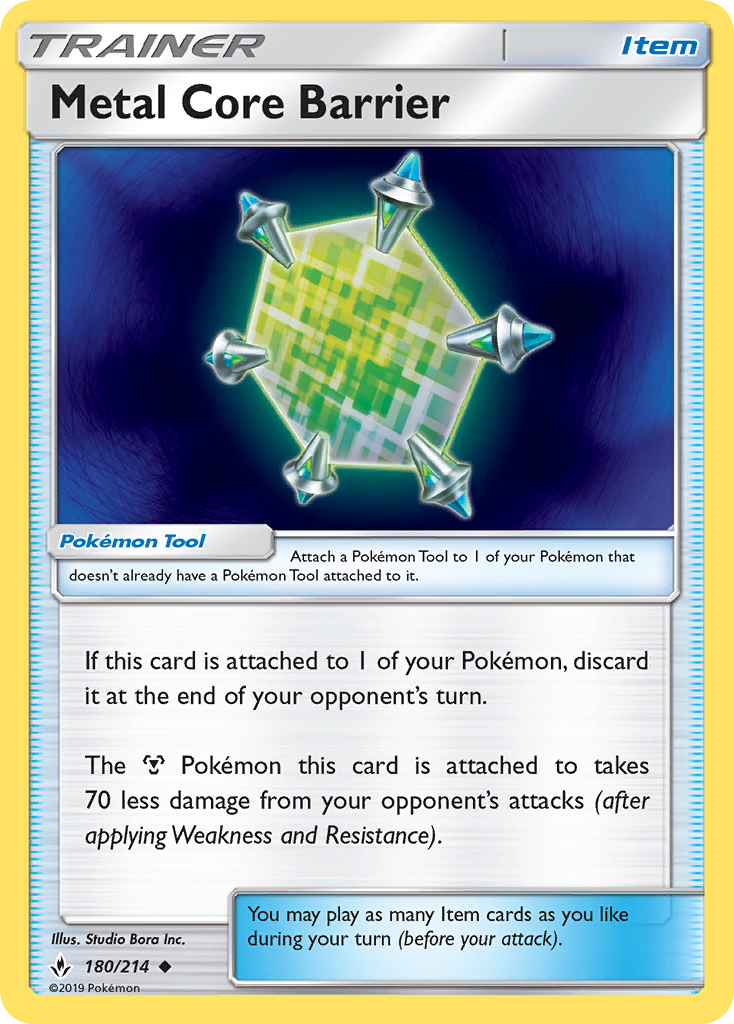 TRAINER
Item
Metal Core Barrier
Pokémon Tool
Attach a Pokémon Tool to 1 of your Pokémon that
doesn't already have a Pokémon Tool attached to it.
If this card is attached to 1 of your Pokémon, discard
it at the end of your opponent's turn.
The Pokémon this card is attached to takes
70 less damage from your opponent's attacks (after
applying Weakness and Resistance).
You may play as many Item cards as you like
during your turn (before your attack).
Illus. Studio Bora Inc.
180/214
©2019 Pokémon